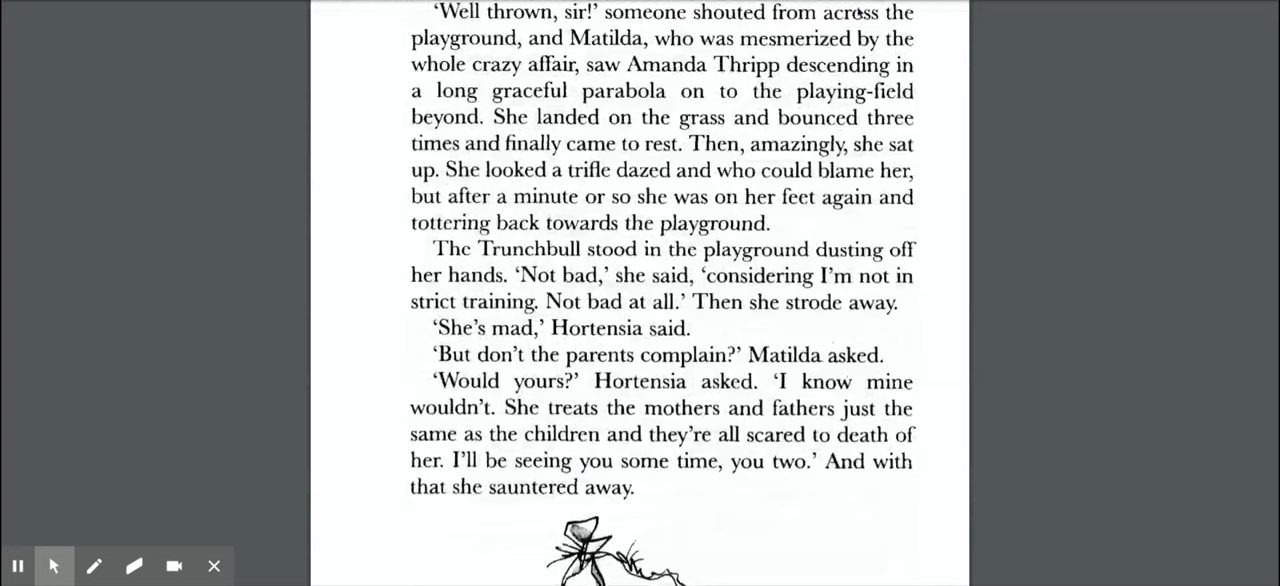 ‘Well thrown, sir!’ someone shouted from across the
playground, and Matilda, who was mesmerized by the
whole crazy affair, saw Amanda Thripp descending in
a long graceful parabola on to the playing-field
beyond. She landed on the grass and bounced three
times and finally came to rest. Then, amazingly, she sat
up. She looked a trifle dazed and who could blame her,
but after a minute or so she was on her feet again and
tottering back towards the playground.
The Trunchbull stood in the playground dusting off
her hands. ‘Not bad,’ she said, ‘considering I’m not in
strict training. Not bad at all.’ Then she strode away.
‘She’s mad,’ Hortensia said.
‘But don’t the parents complain?’ Matilda asked.
‘Would yours?’ Hortensia asked. ‘I know mine
wouldn’t. She treats the mothers and fathers just the
same as the children and they’re all scared to death of
her. I’ll be seeing you some time, you two.’ And with
that she sauntered away.